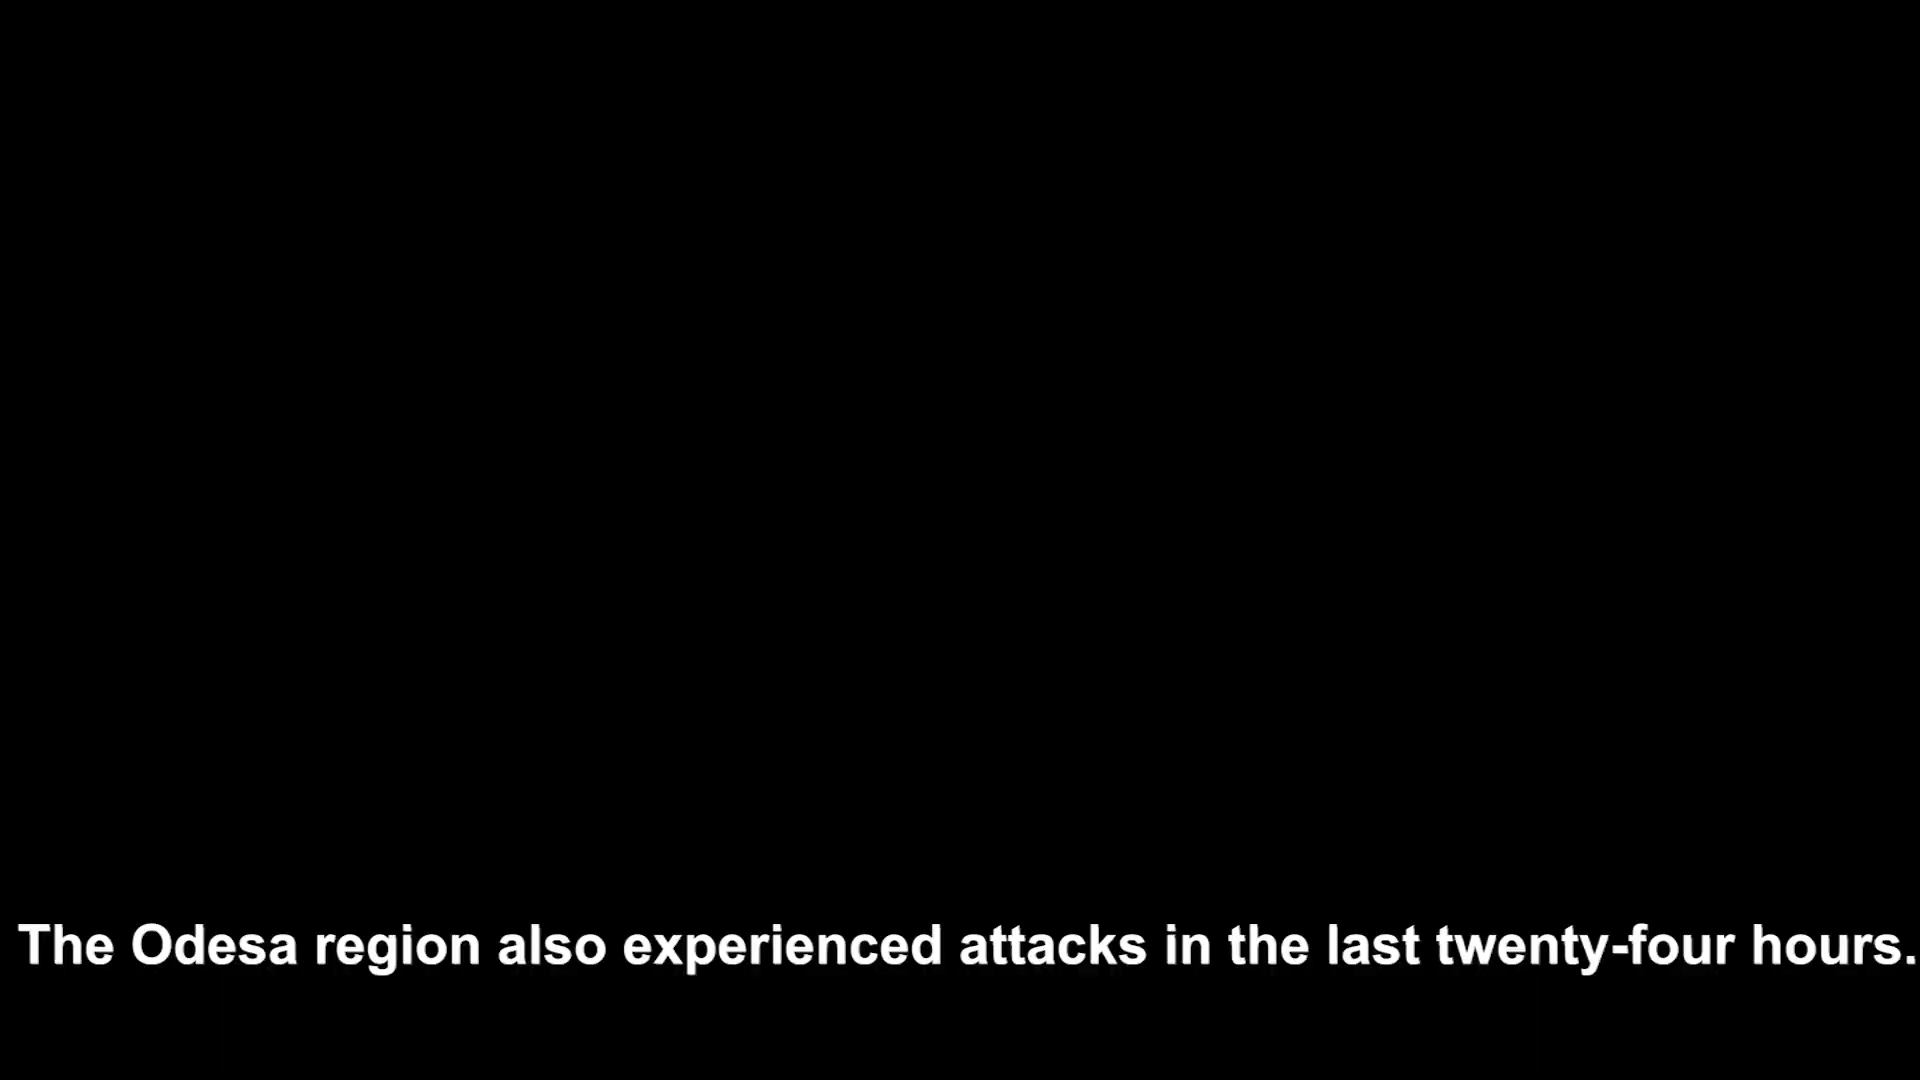 The Odesa region also experienced attacks in the last twenty-four hours.